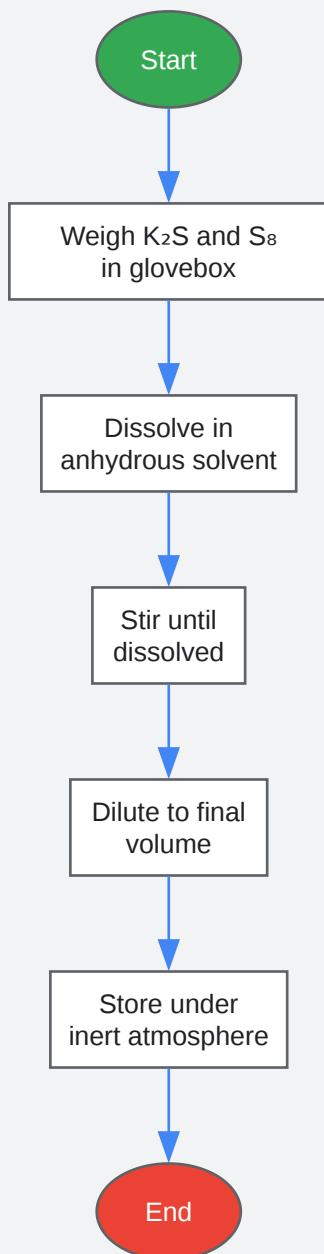 Start
Weigh K₂S and S₈
in glovebox
Dissolve in
anhydrous solvent
Stir until
dissolved
Dilute to final
volume
Store under
inert atmosphere
End